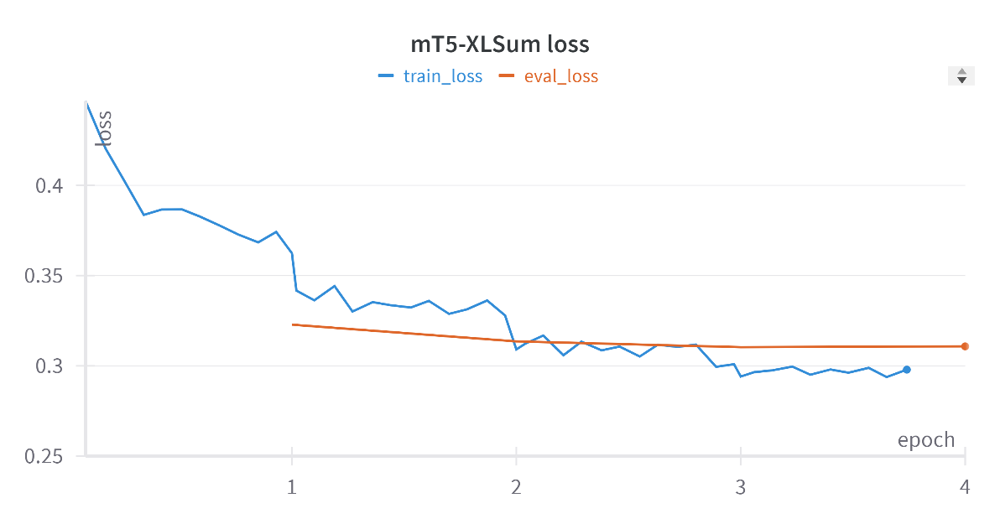 mT5-XLSum loss
train_loss eval_loss
loss
0.4
0.35
0.3
0.25
epoch
1 2 3 4